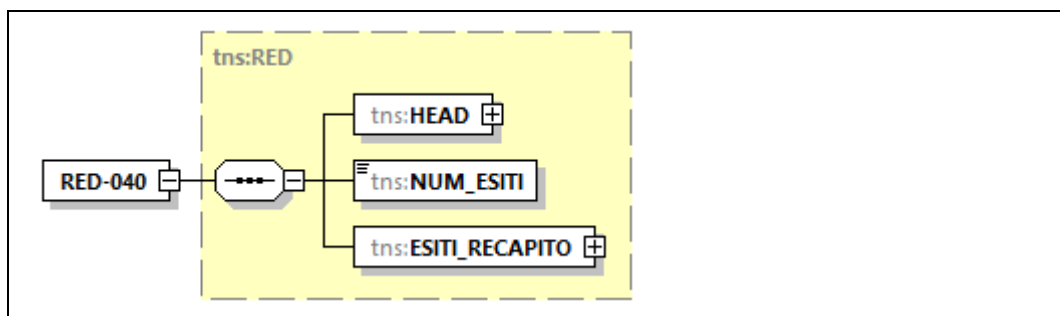 tns:RED
tns:HEAD
RED-040
tns:NUM_ESITI
tns:ESITI_RECAPITO